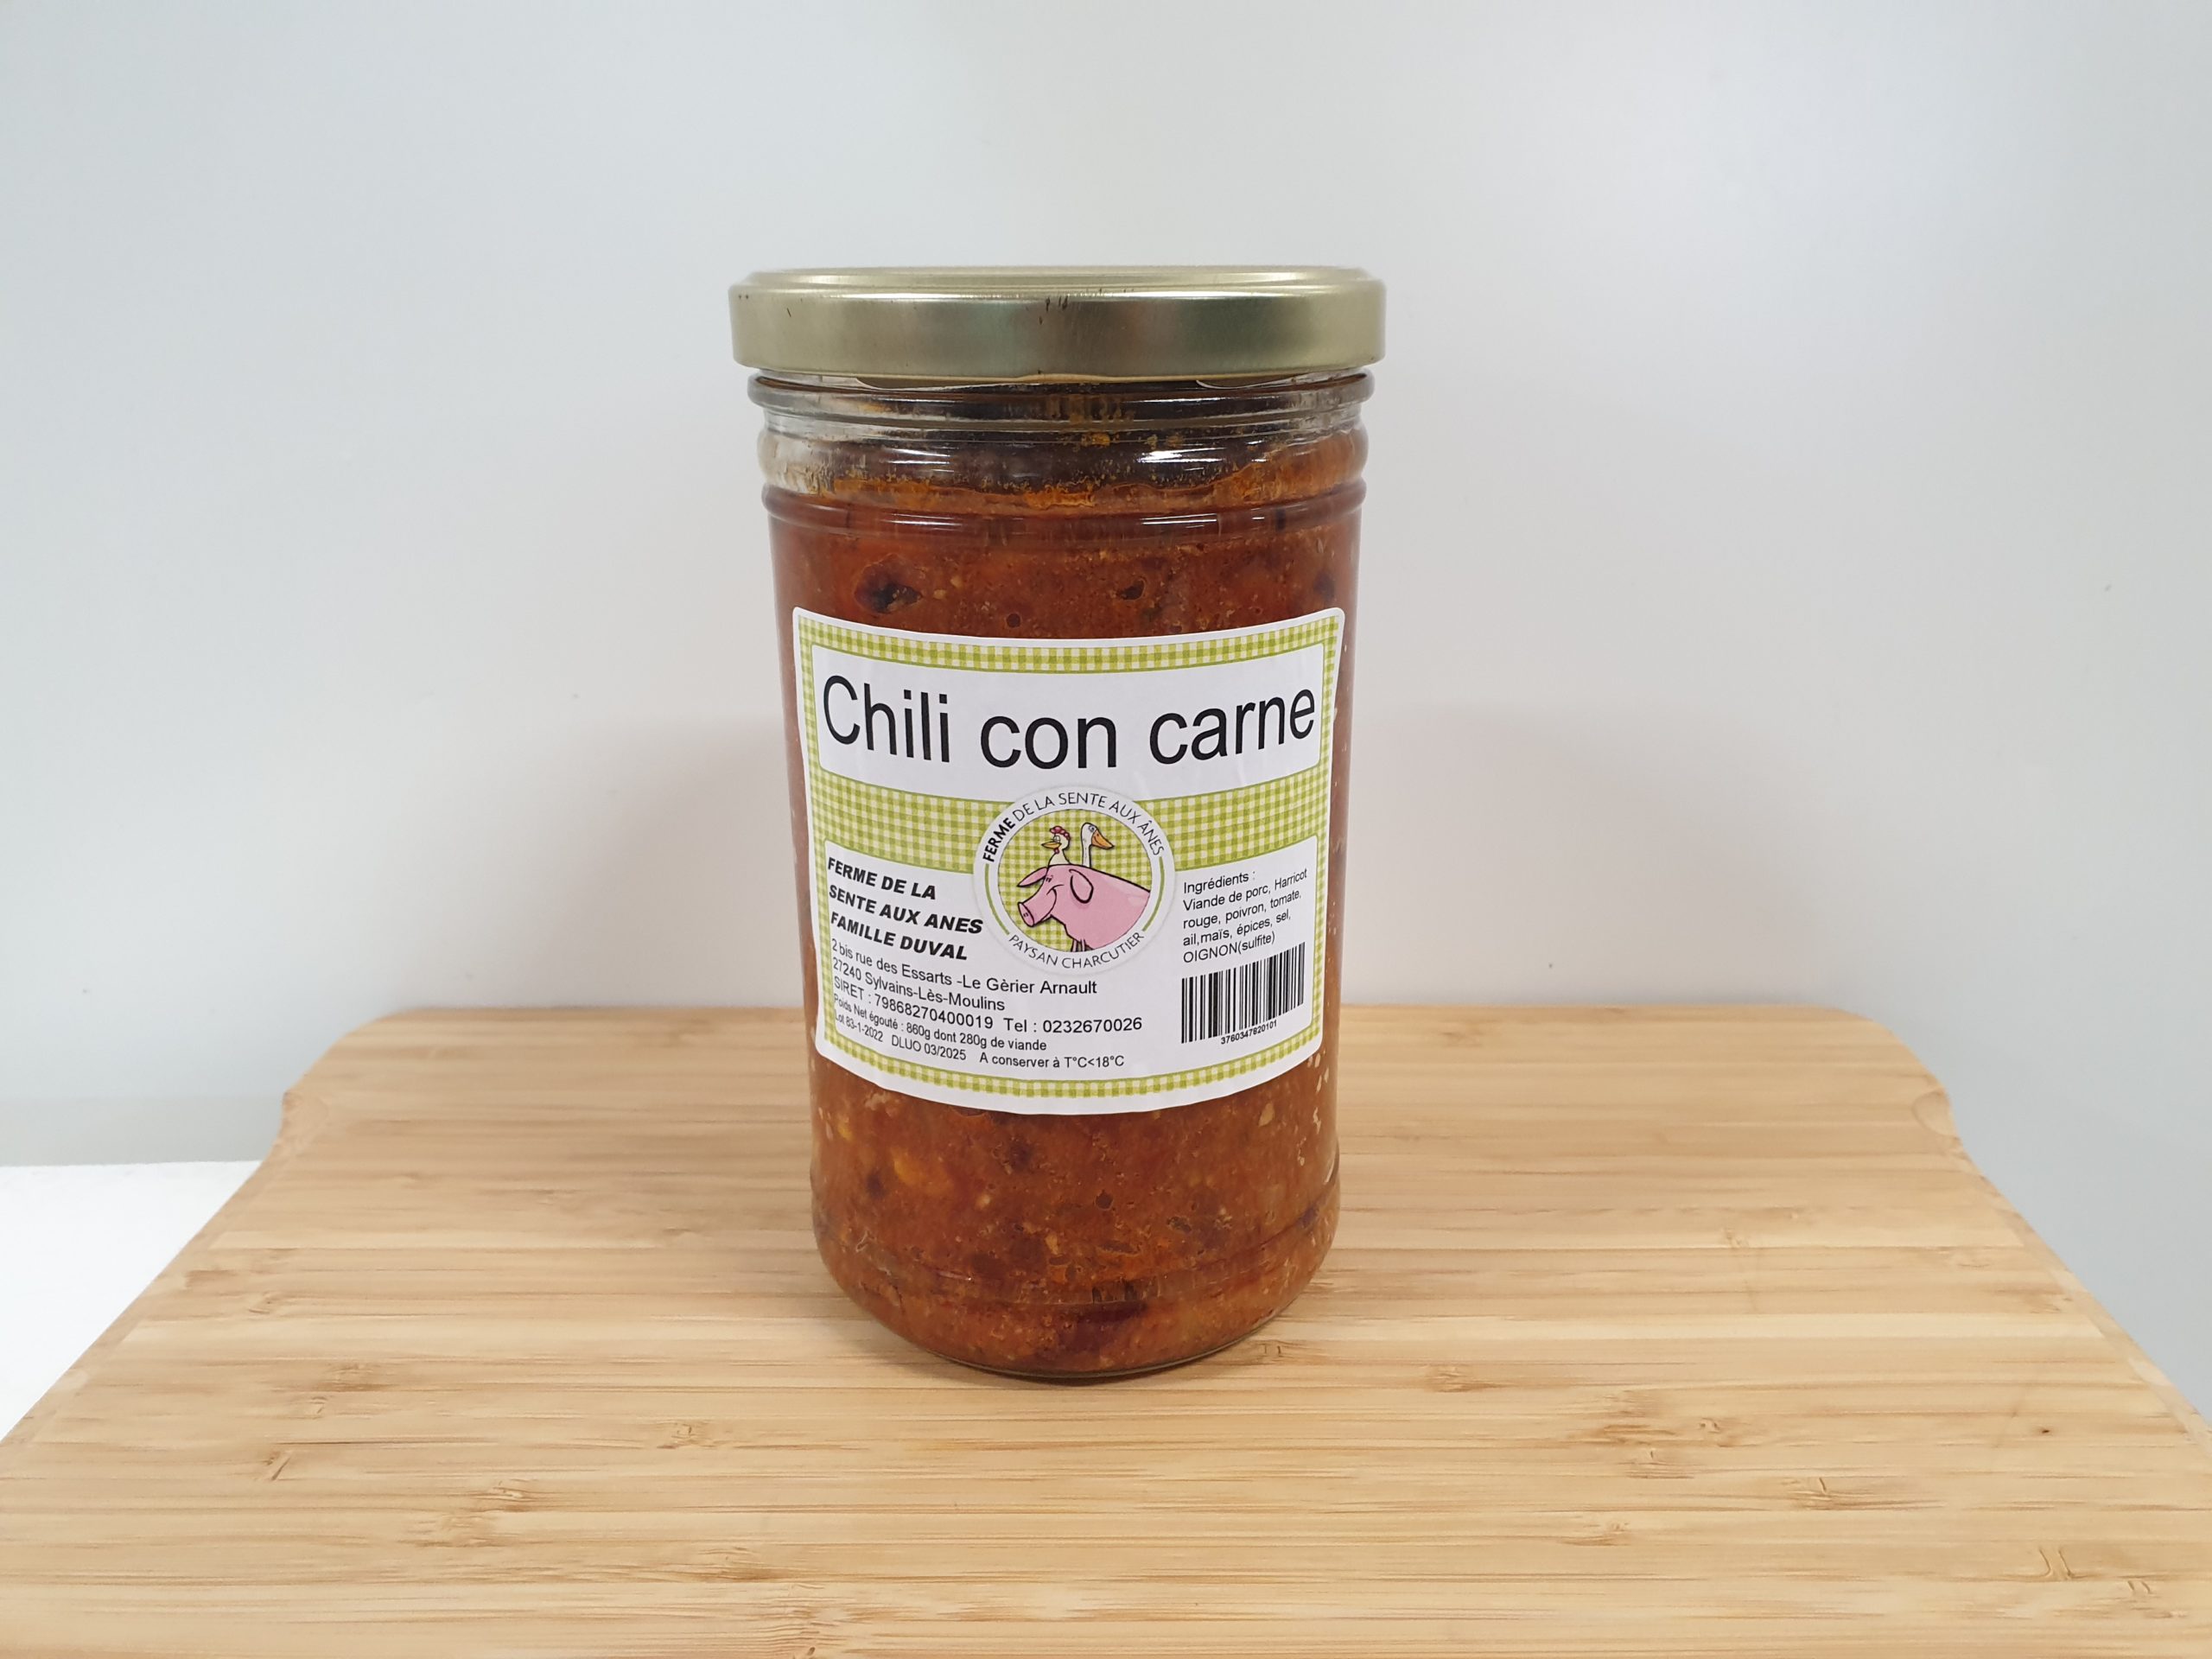 Chili con carne
FERME DE LA SENTE AUX ÂNES
PAYSAN CHARCUTIER
FERME DE LA
SENTE AUX ANES
FAMILLE DUVAL
2 bis rue des Essarts -Le Gèrier Arnault
27240 Sylvains-Lès-Moulins
SIRET : 79868270400019 Tel : 0232670026
Poids Net égouté : 860g dont 280g de viande
Lot 83-1-2022 DLUO 03/2025 A conserver à T°C<18°C
Ingrédients :
Viande de porc, Harricot
rouge, poivron, tomate,
ail,maïs, épices, sel,
OIGNON(sulfite)
3760347820101